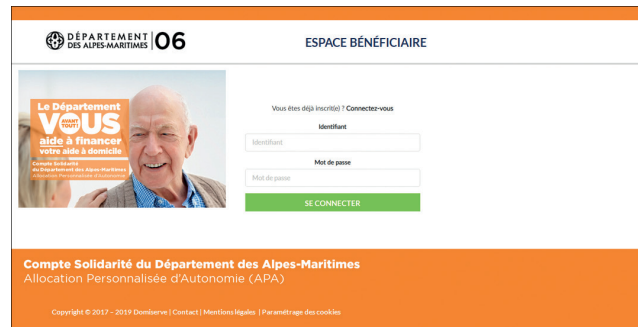 DÉPARTEMENT
DES ALPES-MARITIMES 06
ESPACE BÉNÉFICIAIRE
Le Département
VOUS
AVANT
TOUT!
aide à financer
votre aide à domicile
Compte Solidarité
du Département des Alpes-Maritimes
Allocation Personnalisée d'Autonomie
Vous êtes déjà inscrit(e) ? Connectez-vous
Identifiant
Identifiant
Mot de passe
Mot de passe
SE CONNECTER
Compte Solidarité du Département des Alpes-Maritimes
Allocation Personnalisée d'Autonomie (APA)
Copyright © 2017 - 2019 Domiserve | Contact | Mentions légales | Paramétrage des cookies